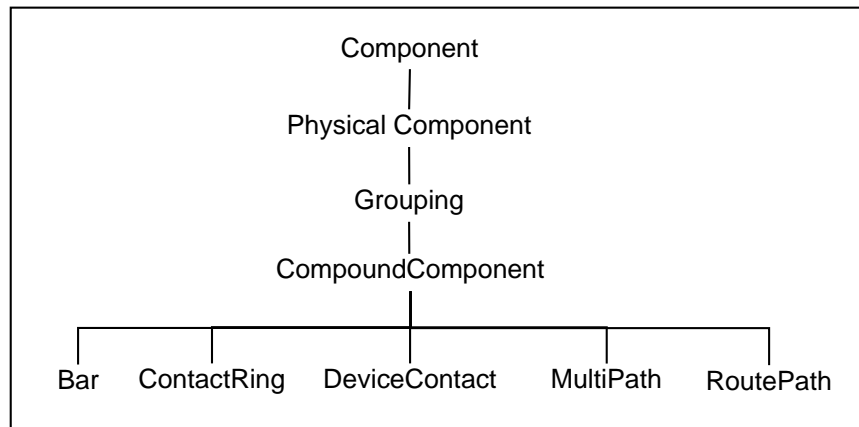 Component
Physical Component
Grouping
CompoundComponent
Bar ContactRing DeviceContact MultiPath RoutePath